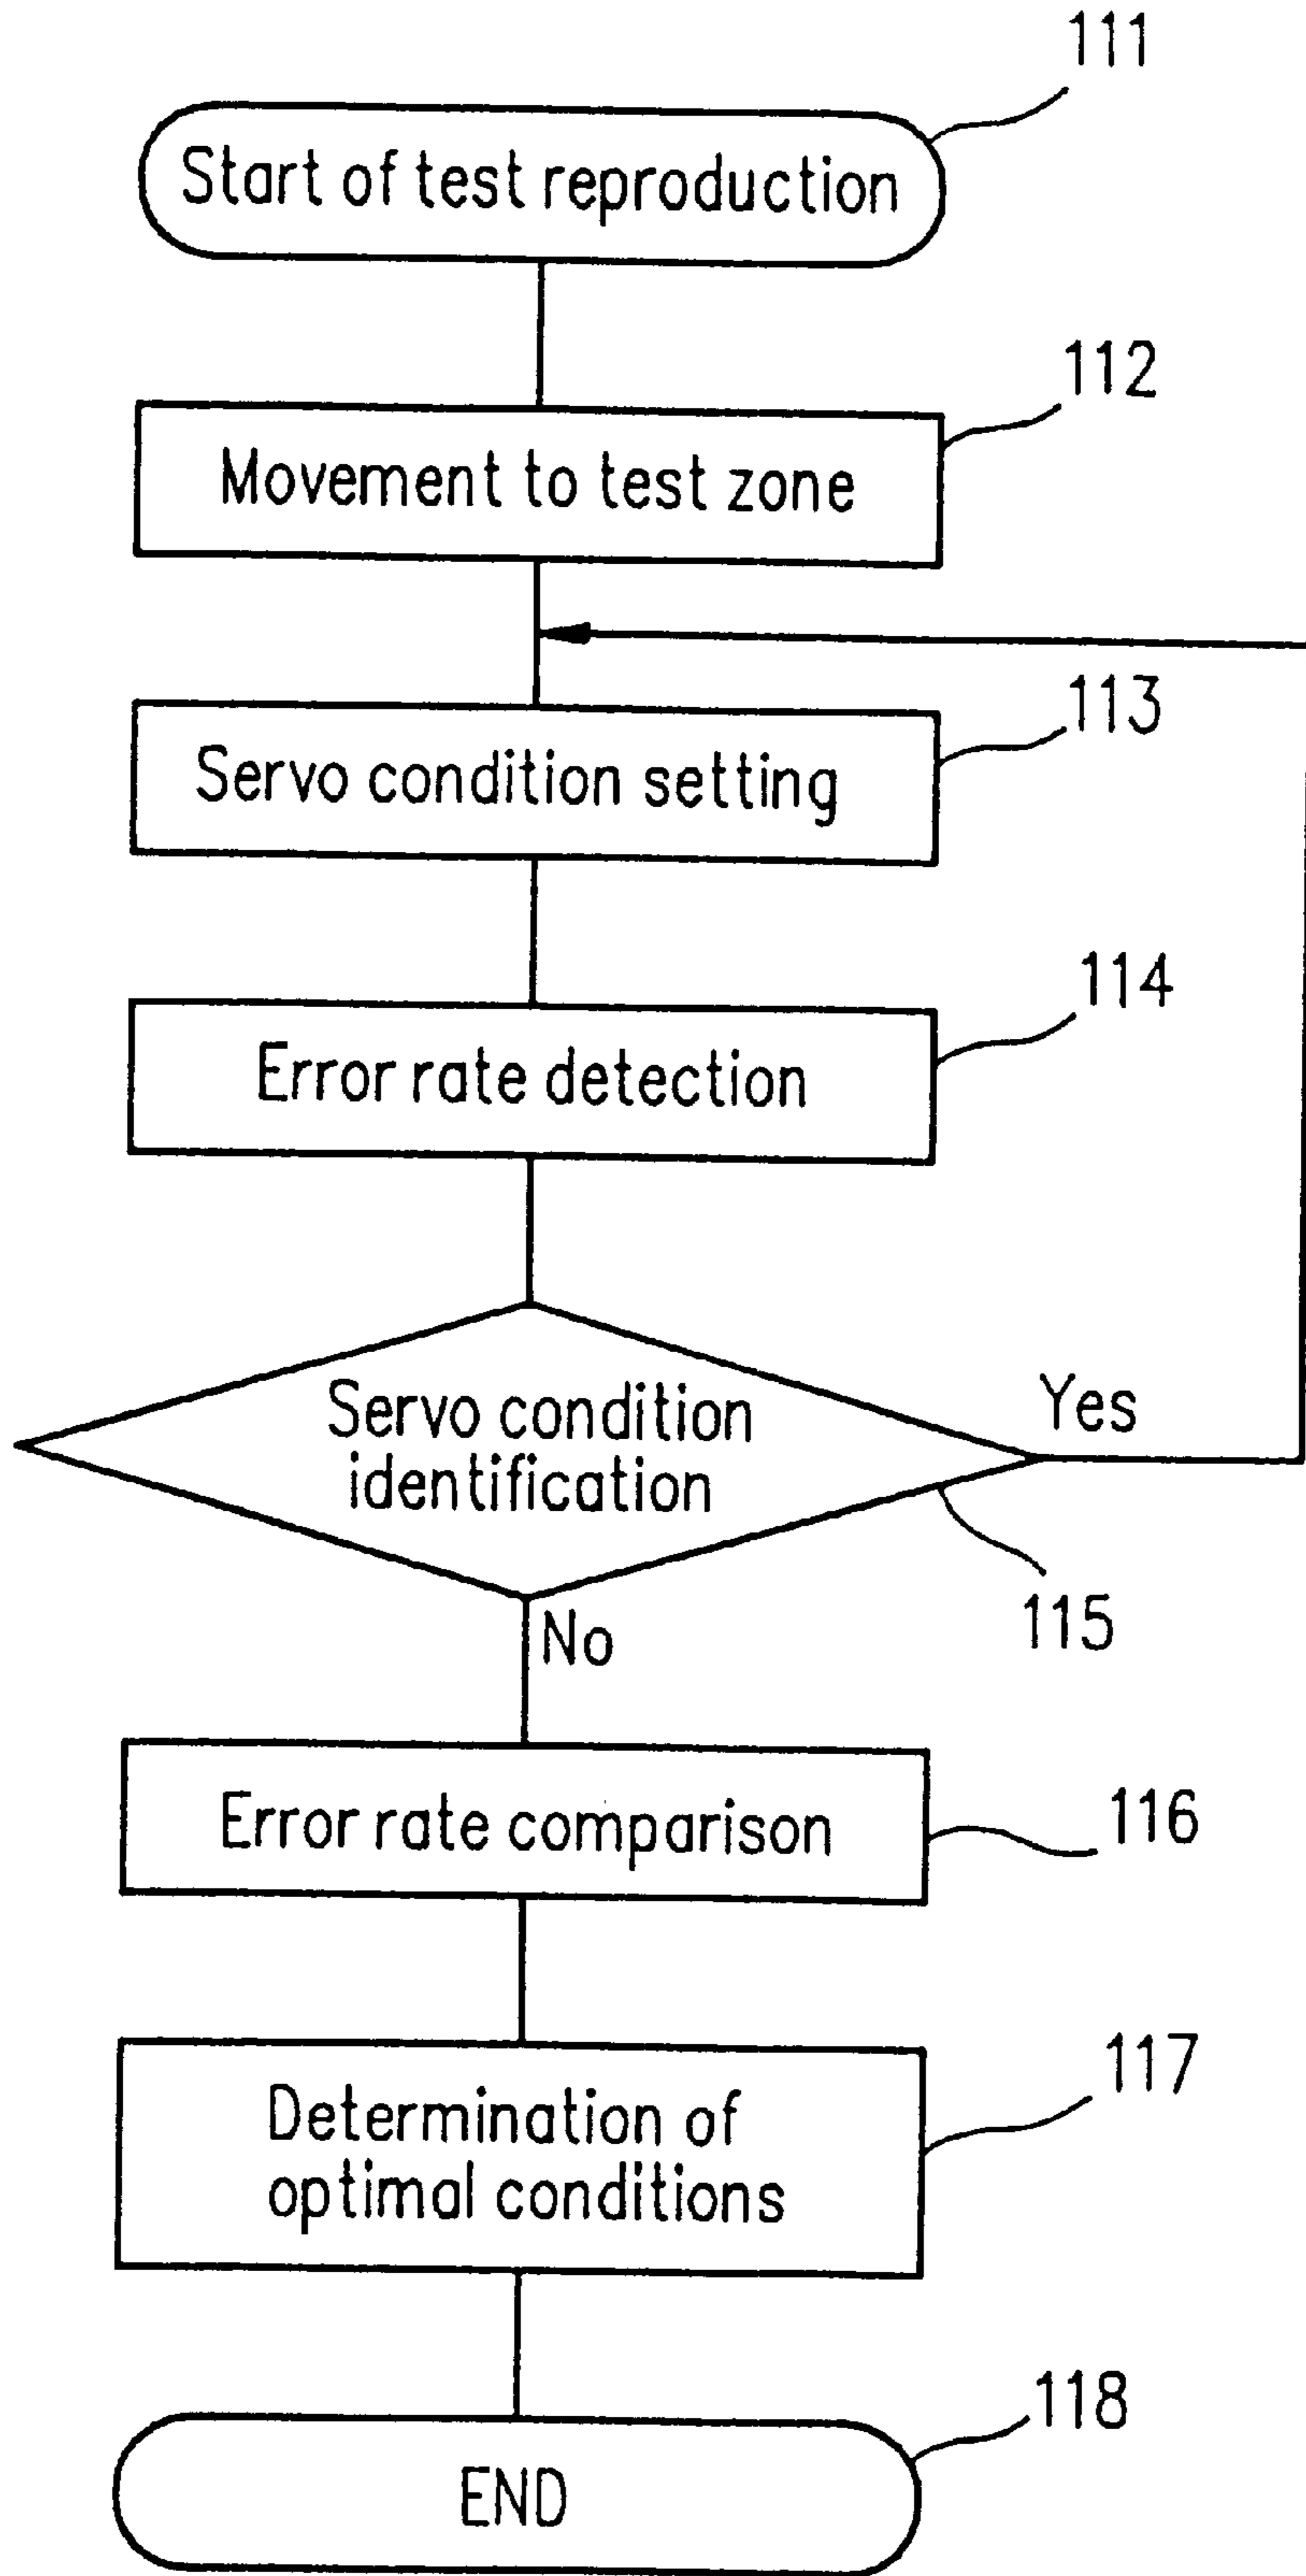 111
Start of test reproduction
112
Movement to test zone
113
Servo condition setting
114
Error rate detection
Servo condition
identification
Yes
115
No
Error rate comparison
116
Determination of
optimal conditions
117
118
END